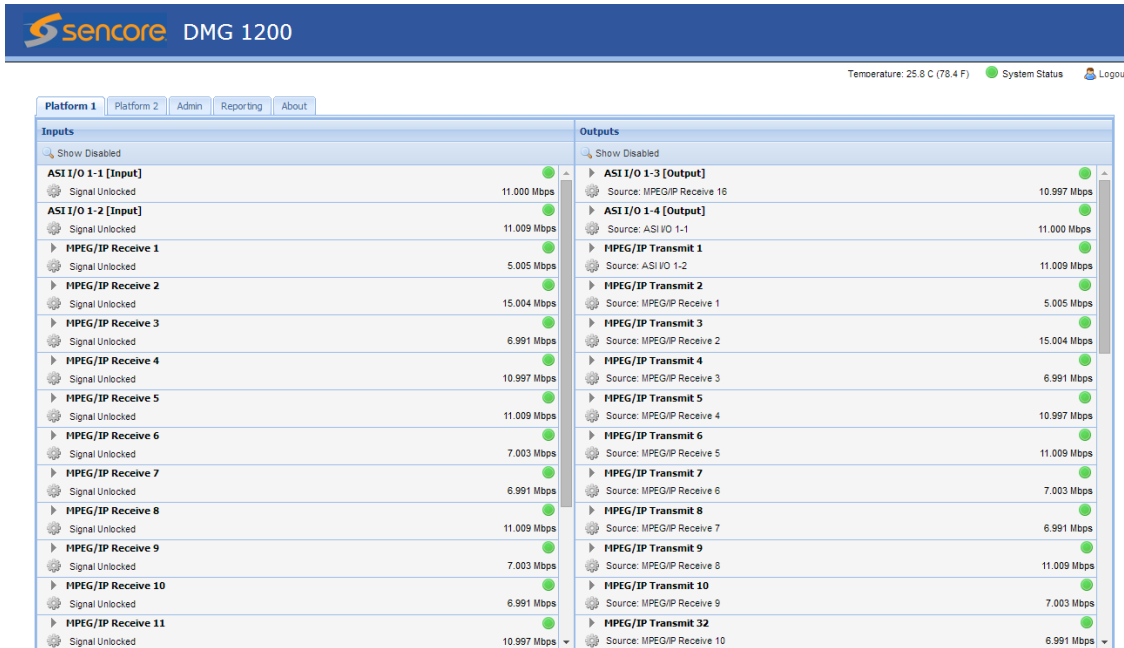 sencore DMG 1200
Temperature: 25.8 C (78.4 F) System Status Logou
Platform 1 Platform 2 Admin Reporting About
Inputs
Show Disabled
ASI I/O 1-1 [Input]
Signal Unlocked 11.000 Mbps
ASI I/O 1-2 [Input]
Signal Unlocked 11.009 Mbps
MPEG/IP Receive 1
Signal Unlocked 5.005 Mbps
MPEG/IP Receive 2
Signal Unlocked 15.004 Mbps
MPEG/IP Receive 3
Signal Unlocked 6.991 Mbps
MPEG/IP Receive 4
Signal Unlocked 10.997 Mbps
MPEG/IP Receive 5
Signal Unlocked 11.009 Mbps
MPEG/IP Receive 6
Signal Unlocked 7.003 Mbps
MPEG/IP Receive 7
Signal Unlocked 6.991 Mbps
MPEG/IP Receive 8
Signal Unlocked 11.009 Mbps
MPEG/IP Receive 9
Signal Unlocked 7.003 Mbps
MPEG/IP Receive 10
Signal Unlocked 6.991 Mbps
MPEG/IP Receive 11
Signal Unlocked 10.997 Mbps
Outputs
Show Disabled
ASI I/O 1-3 [Output]
Source: MPEG/IP Receive 16 10.997 Mbps
ASI I/O 1-4 [Output]
Source: ASI I/O 1-1 11.000 Mbps
MPEG/IP Transmit 1
Source: ASI I/O 1-2 11.009 Mbps
MPEG/IP Transmit 2
Source: MPEG/IP Receive 1 5.005 Mbps
MPEG/IP Transmit 3
Source: MPEG/IP Receive 2 15.004 Mbps
MPEG/IP Transmit 4
Source: MPEG/IP Receive 3 6.991 Mbps
MPEG/IP Transmit 5
Source: MPEG/IP Receive 4 10.997 Mbps
MPEG/IP Transmit 6
Source: MPEG/IP Receive 5 11.009 Mbps
MPEG/IP Transmit 7
Source: MPEG/IP Receive 6 7.003 Mbps
MPEG/IP Transmit 8
Source: MPEG/IP Receive 7 6.991 Mbps
MPEG/IP Transmit 9
Source: MPEG/IP Receive 8 11.009 Mbps
MPEG/IP Transmit 10
Source: MPEG/IP Receive 9 7.003 Mbps
MPEG/IP Transmit 32
Source: MPEG/IP Receive 10 6.991 Mbps